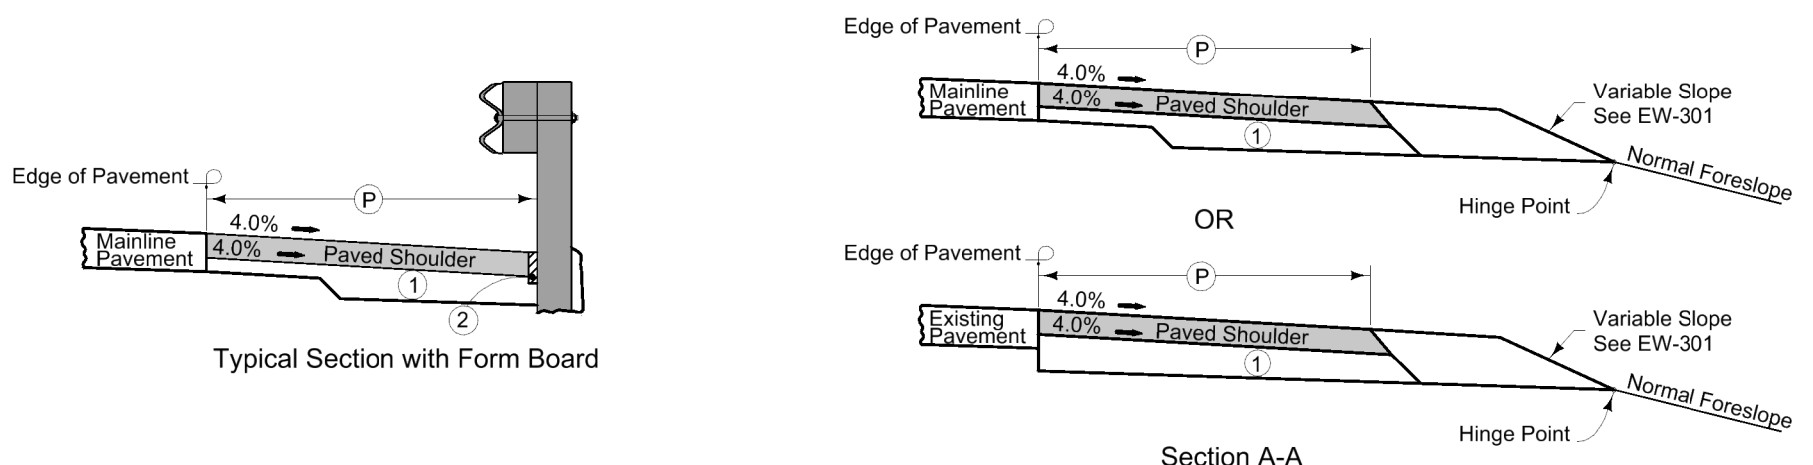 Edge of Pavement
P
4.0%
4.0%
Mainline
Pavement
Paved Shoulder
1
2
Typical Section with Form Board
Edge of Pavement
P
4.0%
4.0%
Mainline
Pavement
Paved Shoulder
1
Variable Slope
See EW-301
Normal Foreslope
Hinge Point
OR
Edge of Pavement
P
4.0%
4.0%
Existing
Pavement
Paved Shoulder
1
Variable Slope
See EW-301
Normal Foreslope
Hinge Point
Section A-A